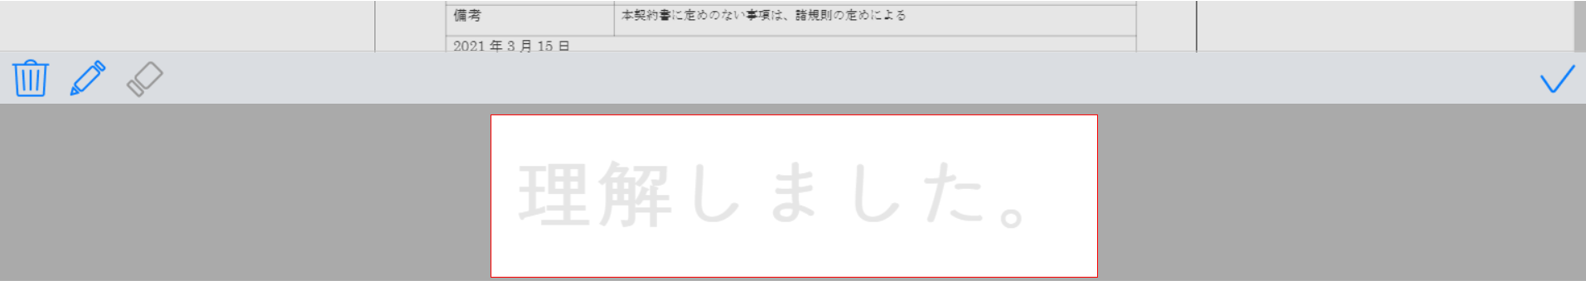 備考
本契約書に定めのない事項は、諸規則の定めによる
2021 年 3 月 15 日
理解しました。